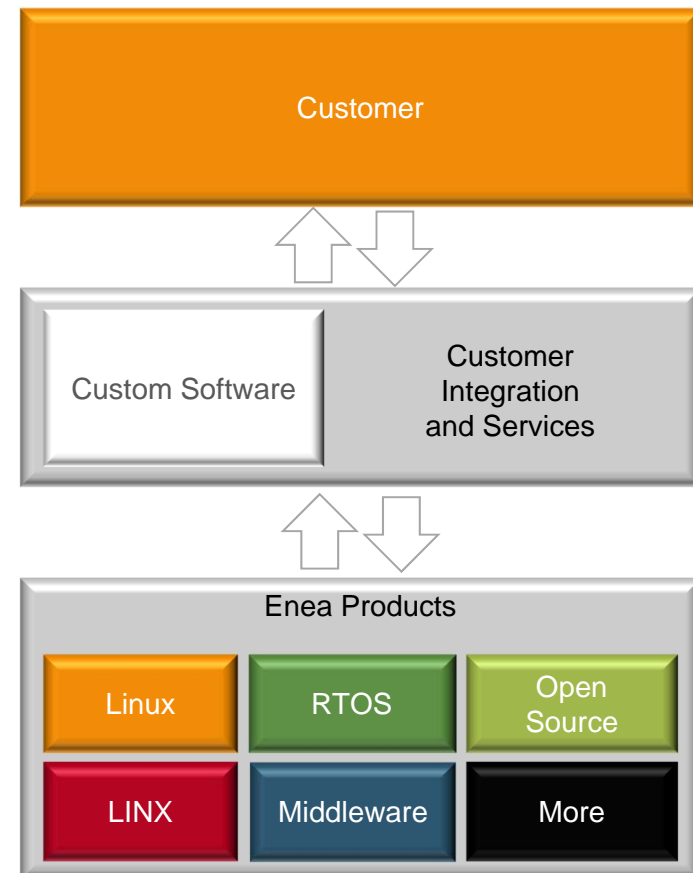 Customer
Custom Software
Customer
Integration
and Services
Enea Products
Linux
RTOS
Open
Source
LINX
Middleware
More